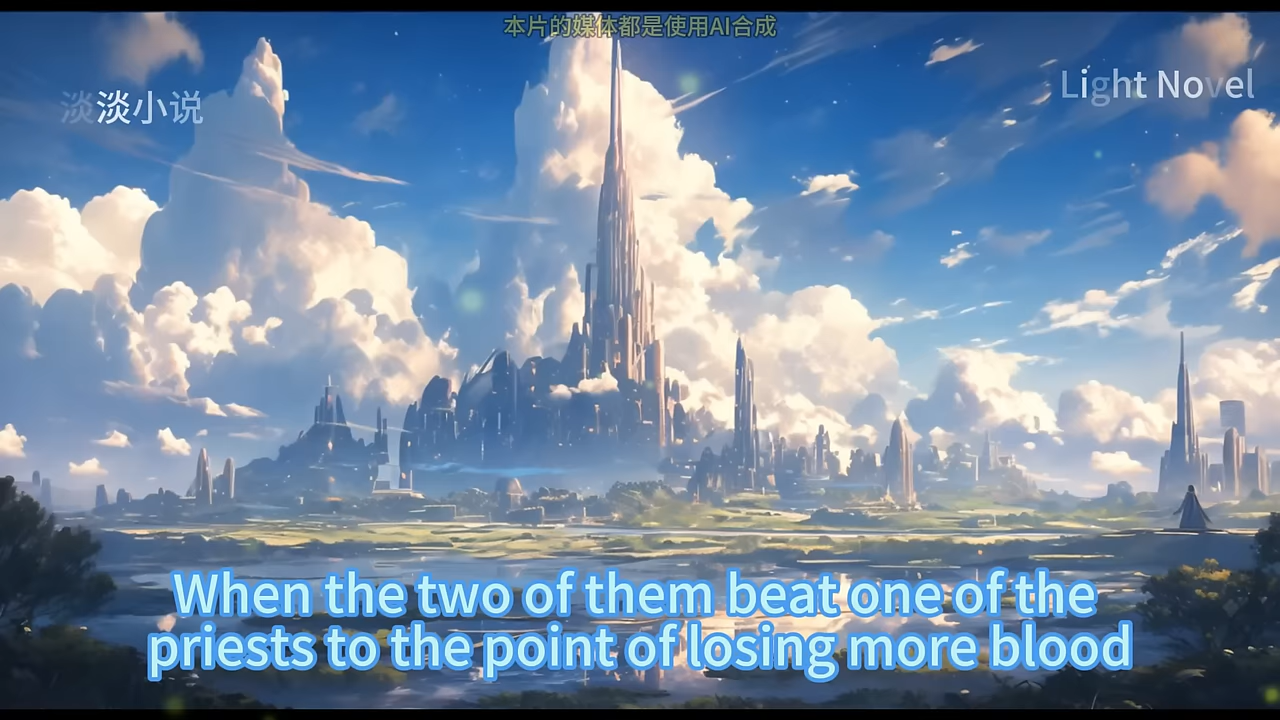 本片的媒体都是使用AI合成
淡淡小说
Light Novel
When the two of them beat one of the
priests to the point of losing more blood